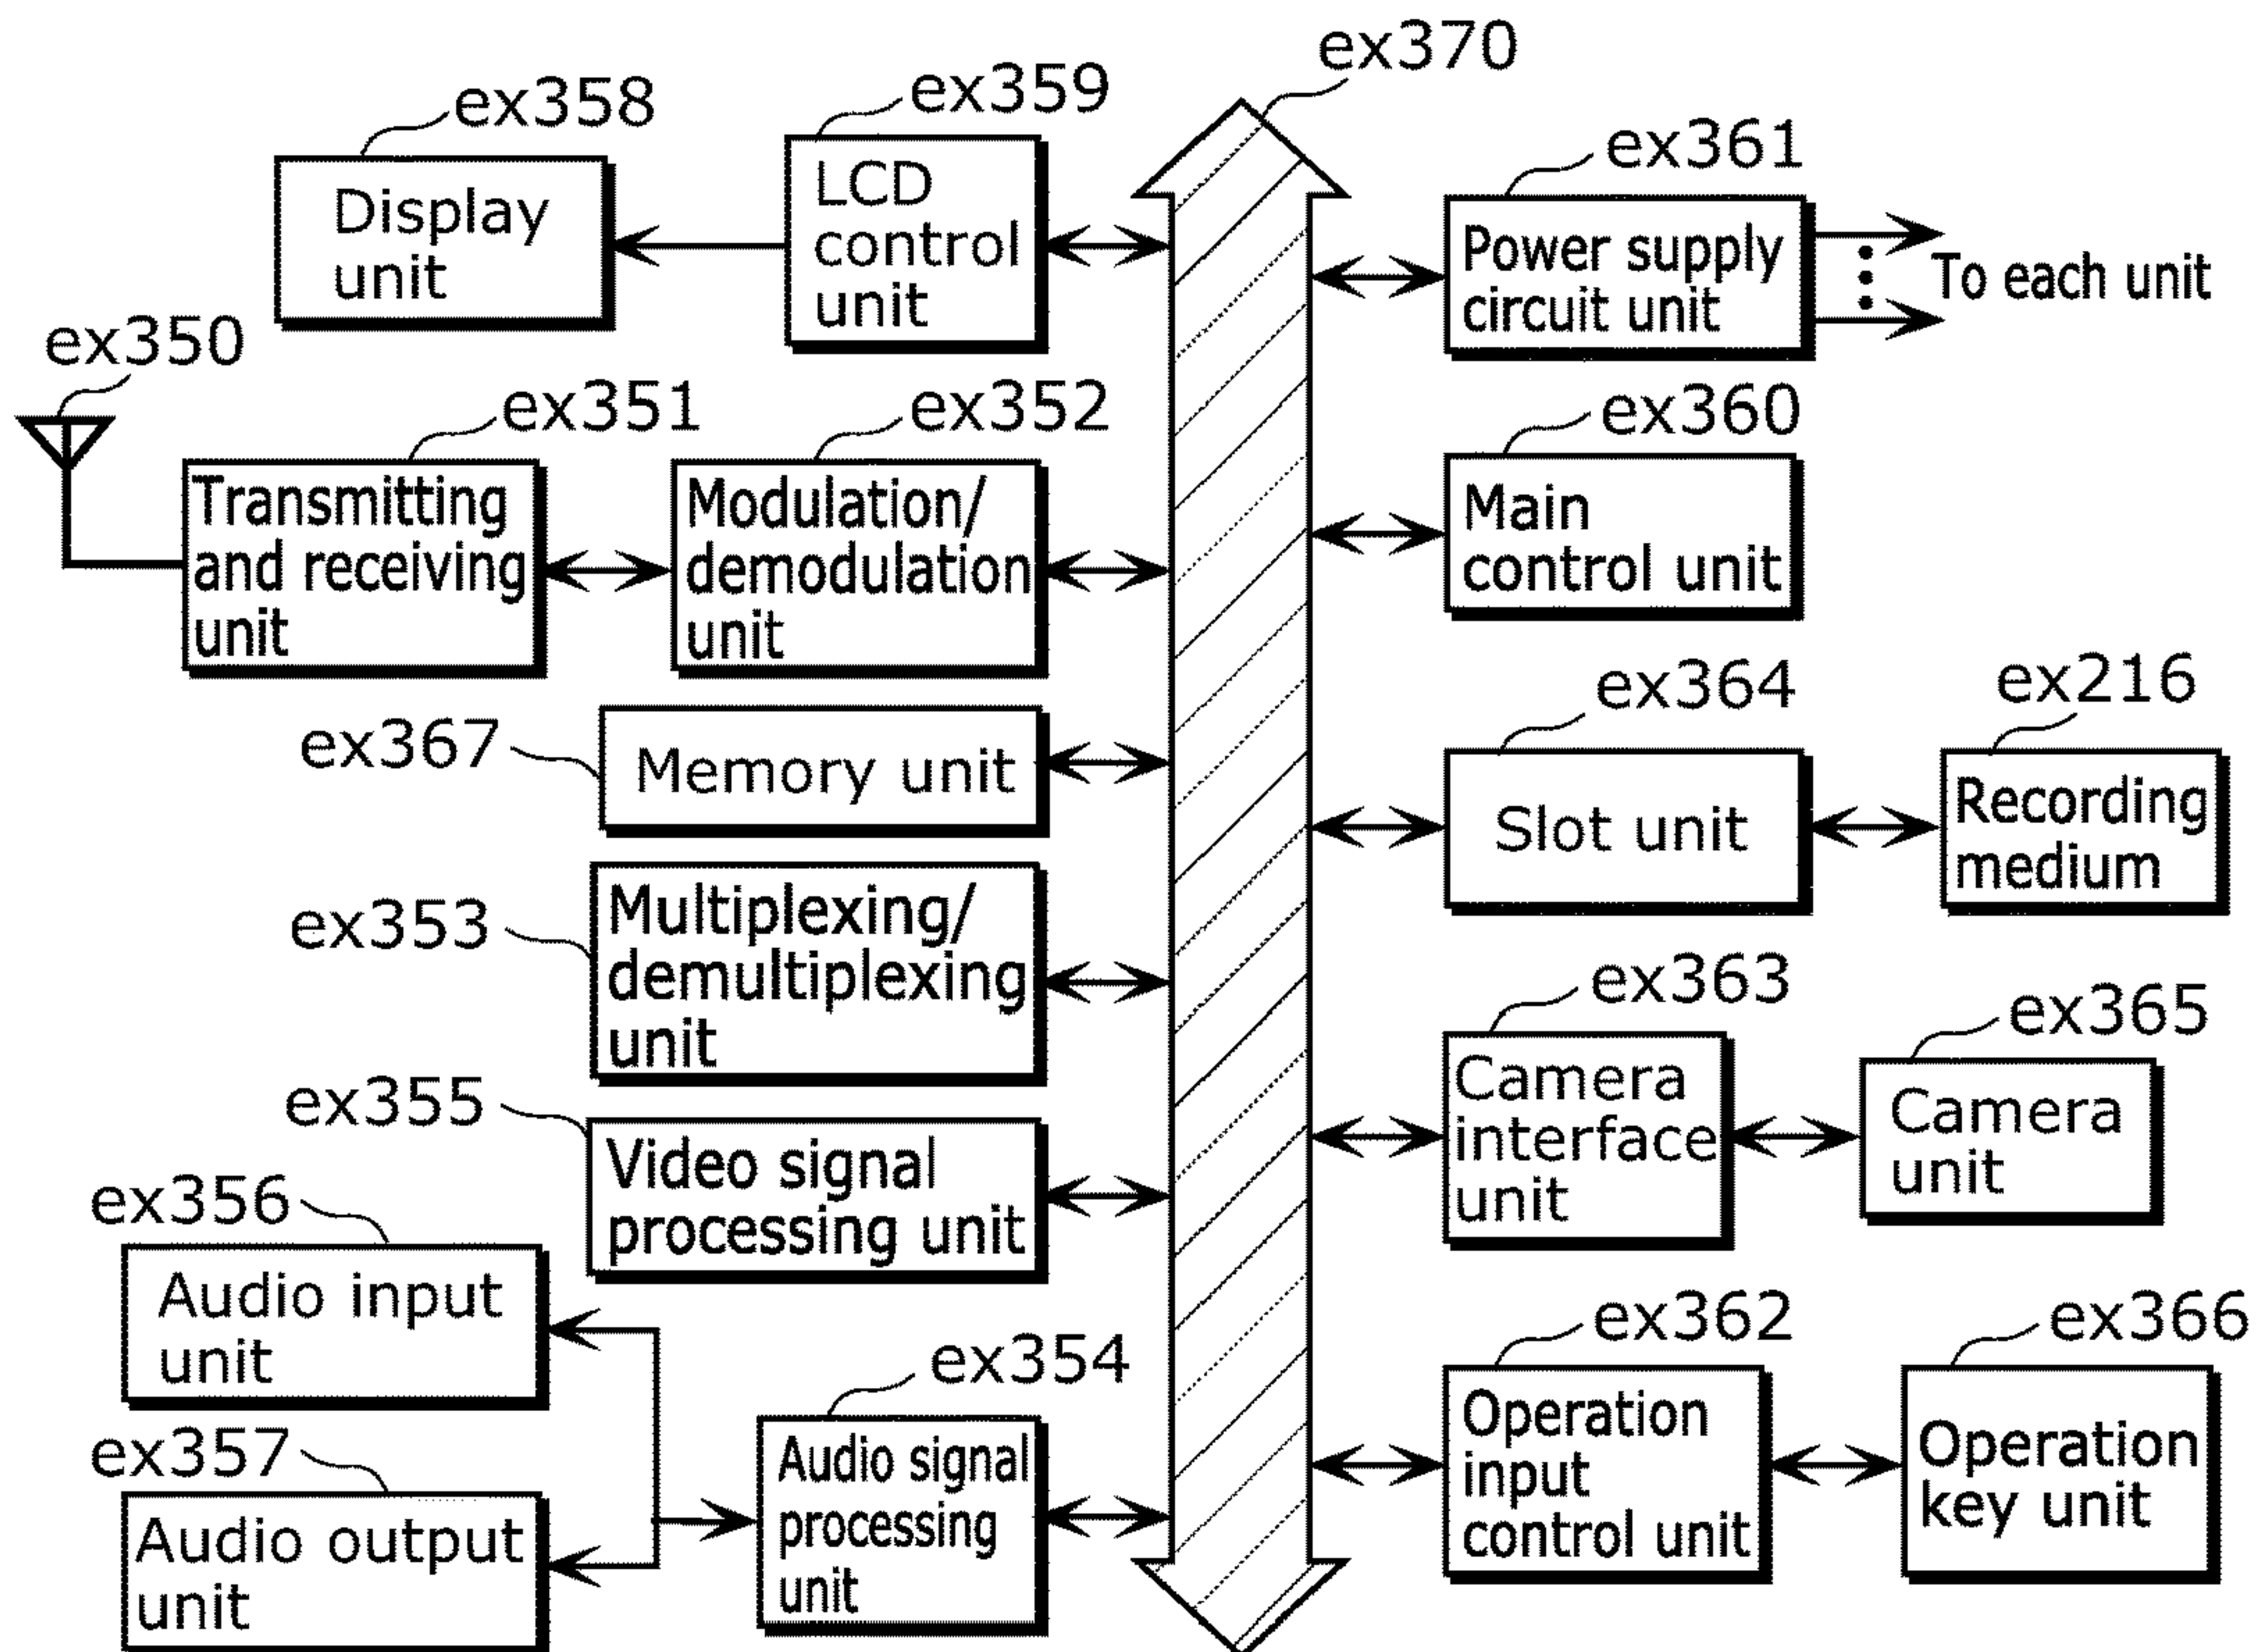 ex370
ex358
ex359
ex361
Display
unit
LCD
control
unit
Power supply
circuit unit
To each unit
ex350
ex351
ex352
ex360
Transmitting
and receiving
unit
Modulation/
demodulation
unit
Main
control unit
ex367
Memory unit
ex364
ex216
Slot unit
Recording
medium
ex353
Multiplexing/
demultiplexing
unit
ex363
ex365
Camera
interface
unit
Camera
unit
ex355
Video signal
processing unit
ex356
Audio input
unit
ex354
ex362
ex366
ex357
Audio output
unit
Audio signal
processing
unit
Operation
input
control unit
Operation
key unit